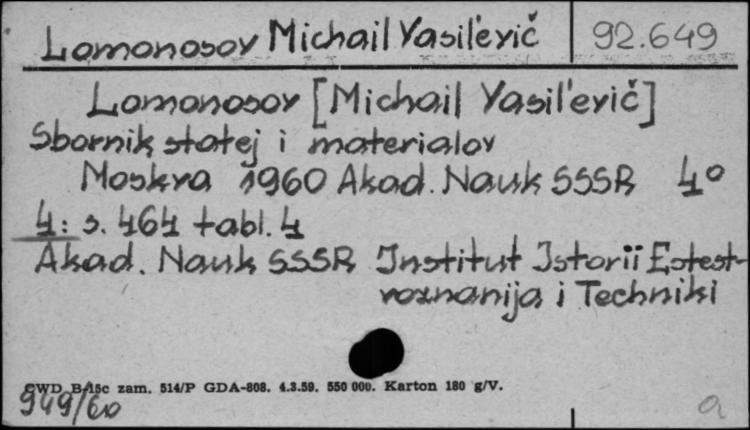 Lomonosov Michail Vasil'evič 92.649
Lomonosov [Michail Vasil'evič]
Sbornik statej i materialov
Moskva 1960 Akad. Nauk SSSR 4°
4: s. 464 tabl. 4
Akad. Nauk SSSR Institut Istorii Estest-
voznanija i Techniki
CWD B-15c zam. 514/P GDA-808. 4.3.59. 550 000. Karton 180 g/V.
949/60
a